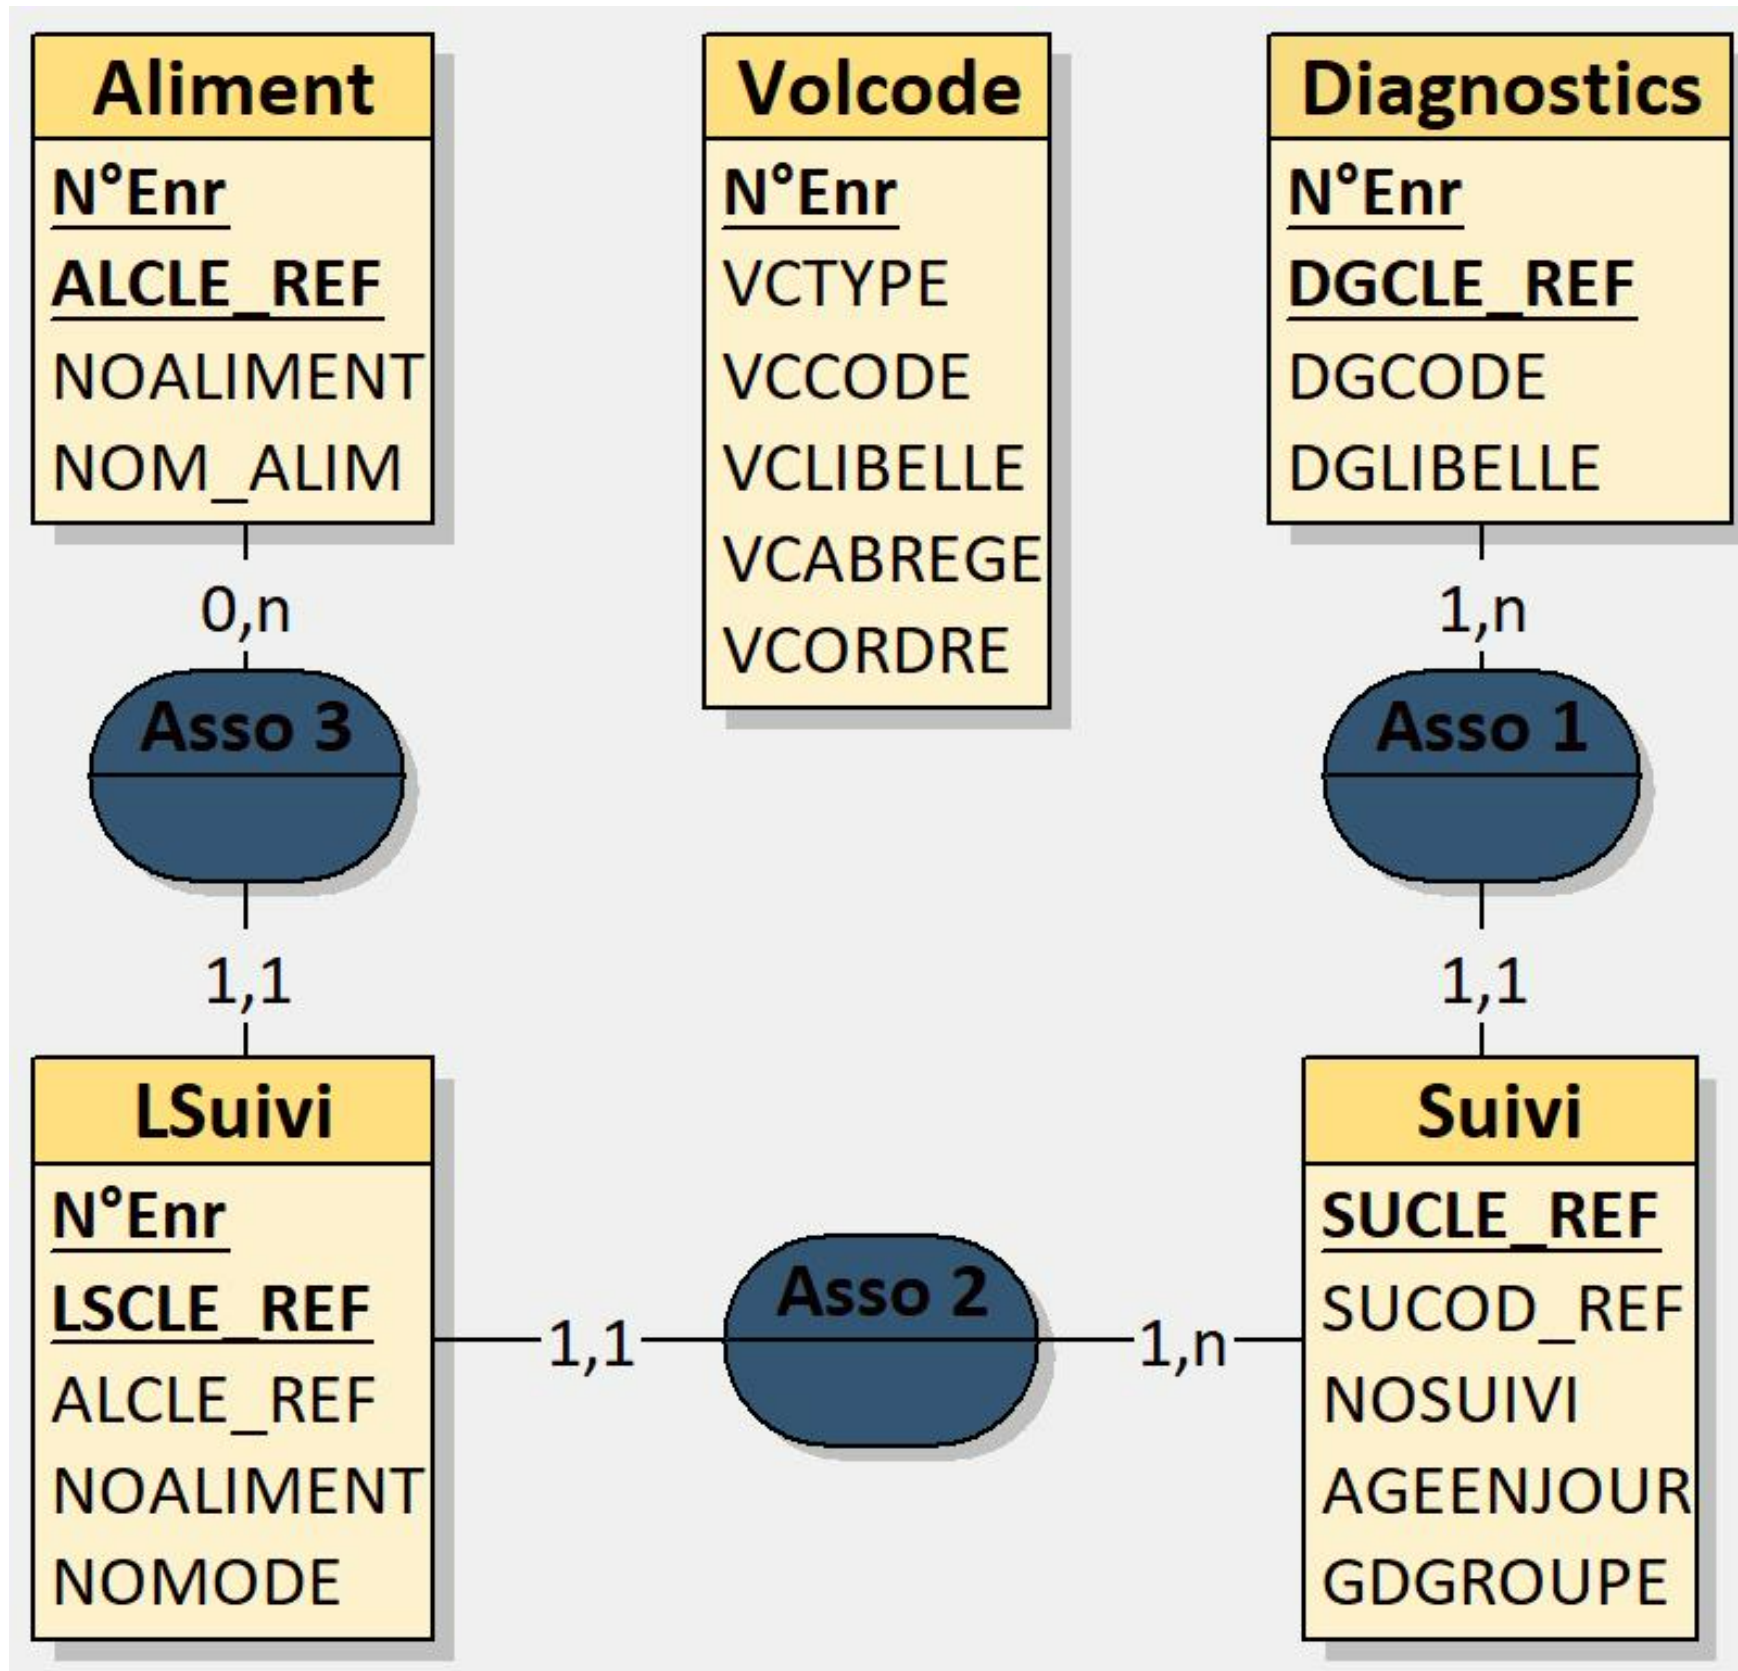 Aliment
N°Enr
ALCLE_REF
NOALIMENT
NOM_ALIM
Volcode
N°Enr
VCTYPE
VCCODE
VCLIBELLE
VCABREGE
VCORDRE
Diagnostics
N°Enr
DGCLE_REF
DGCODE
DGLIBELLE
0,n
1,n
Asso 3
Asso 1
1,1
1,1
LSuivi
N°Enr
LSCLE_REF
ALCLE_REF
NOALIMENT
NOMODE
1,1
Asso 2
1,n
Suivi
SUCLE_REF
SUCOD_REF
NOSUIVI
AGEENJOUR
GDGROUPE